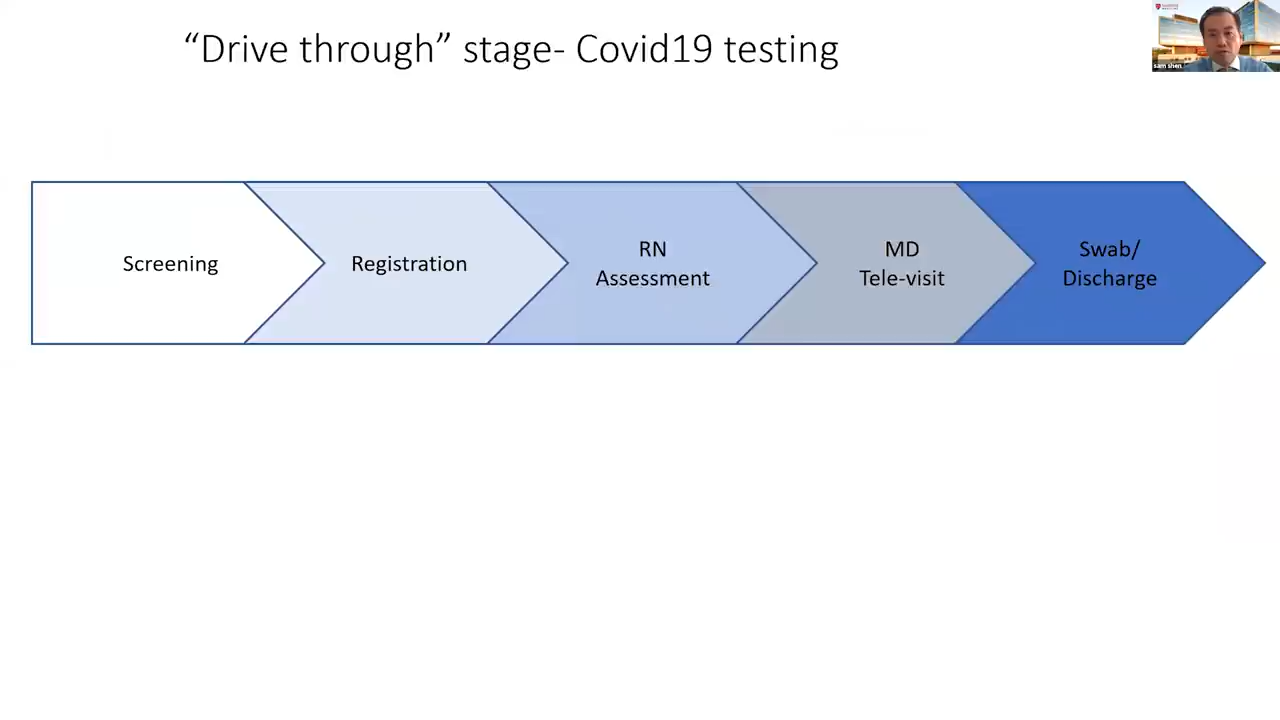 “Drive through” stage- Covid19 testing
sam shen
Screening
Registration
RN
Assessment
MD
Tele-visit
Swab/
Discharge